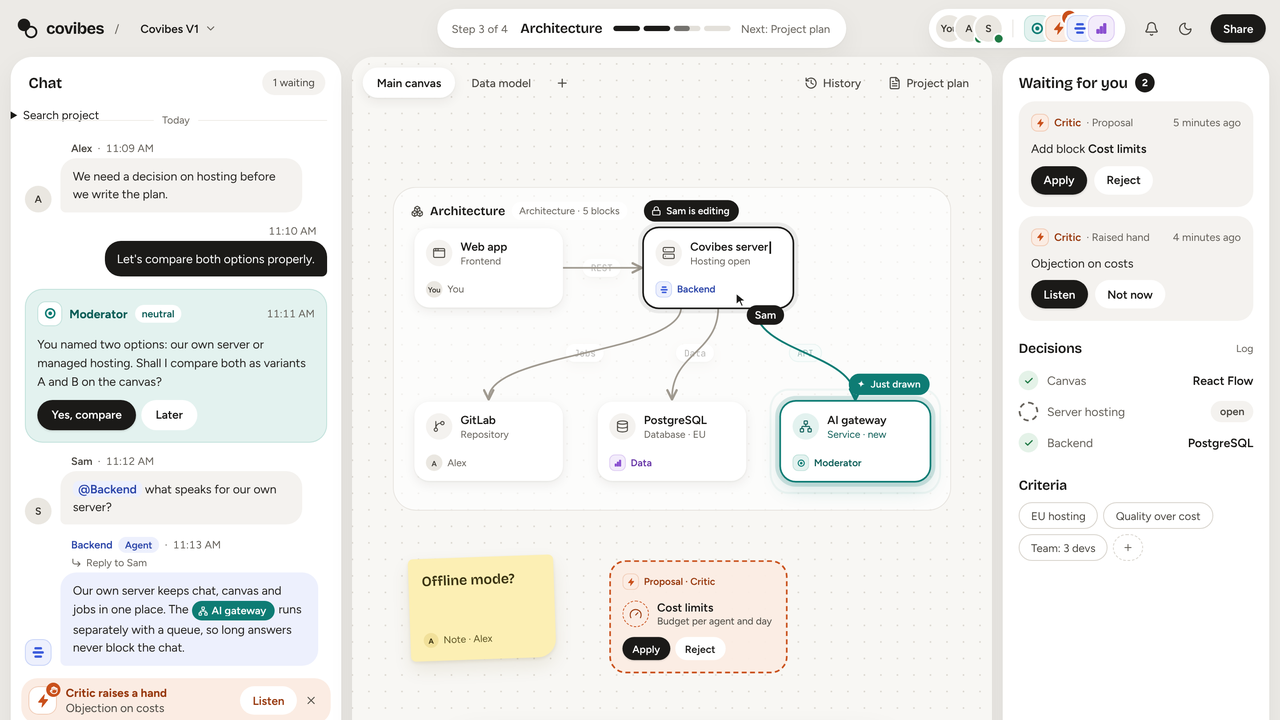 covibes / Covibes V1
Step 3 of 4 Architecture Next: Project plan
You A S
Share
Chat
1 waiting
Search project
Today
Alex · 11:09 AM
We need a decision on hosting before
we write the plan.
A
11:10 AM
Let's compare both options properly.
Moderator neutral 11:11 AM
You named two options: our own server or
managed hosting. Shall I compare both as variants
A and B on the canvas?
Yes, compare Later
Sam · 11:12 AM
@Backend what speaks for our own
server?
S
Backend Agent · 11:13 AM
Reply to Sam
Our own server keeps chat, canvas and
jobs in one place. The AI gateway runs
separately with a queue, so long answers
never block the chat.
Critic raises a hand
Objection on costs
Listen
Main canvas Data model
History Project plan
Architecture Architecture · 5 blocks
Sam is editing
Web app
Frontend
You You
REST
Covibes server
Hosting open
Backend
Sam
Jobs
Data
API
Just drawn
GitLab
Repository
A Alex
PostgreSQL
Database · EU
Data
AI gateway
Service · new
Moderator
Offline mode?
A Note · Alex
Proposal · Critic
Cost limits
Budget per agent and day
Apply Reject
Waiting for you 2
Critic · Proposal 5 minutes ago
Add block Cost limits
Apply Reject
Critic · Raised hand 4 minutes ago
Objection on costs
Listen Not now
Decisions Log
Canvas React Flow
Server hosting open
Backend PostgreSQL
Criteria
EU hosting Quality over cost
Team: 3 devs